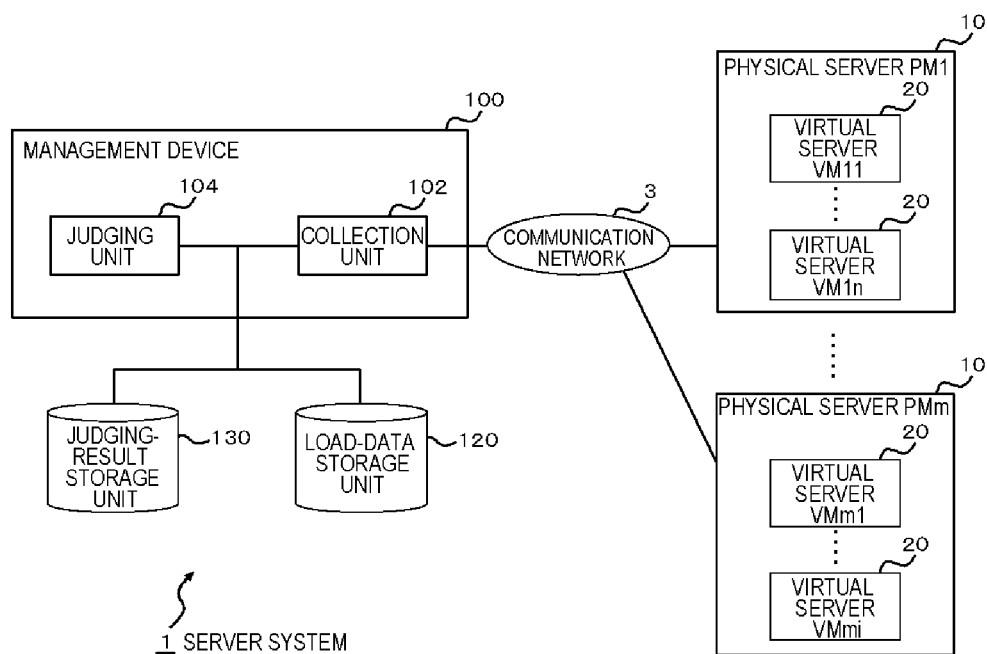 10
PHYSICAL SERVER PM1
20
VIRTUAL
SERVER
VM11
20
VIRTUAL
SERVER
VM1n
100
MANAGEMENT DEVICE
104
JUDGING
UNIT
102
COLLECTION
UNIT
3
COMMUNICATION
NETWORK
10
PHYSICAL SERVER PMm
20
VIRTUAL
SERVER
VMm1
20
VIRTUAL
SERVER
VMmi
JUDGING-
RESULT
STORAGE
UNIT
130
LOAD-DATA
STORAGE
UNIT
120
1 SERVER SYSTEM